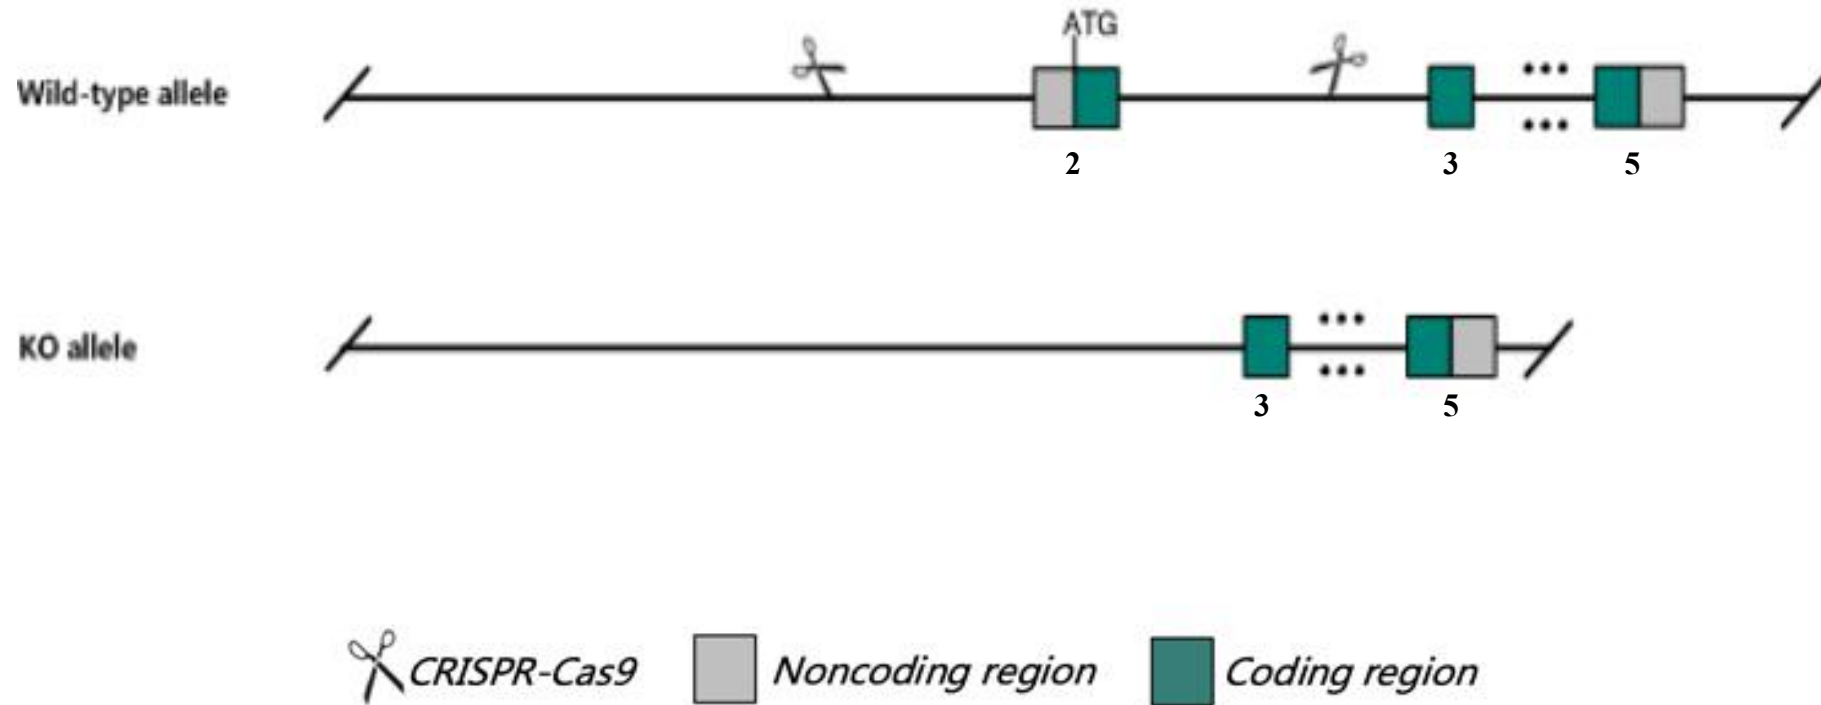 ATG
Wild-type allele
2 3 5
KO allele
3 5
CRISPR-Cas9 Noncoding region Coding region